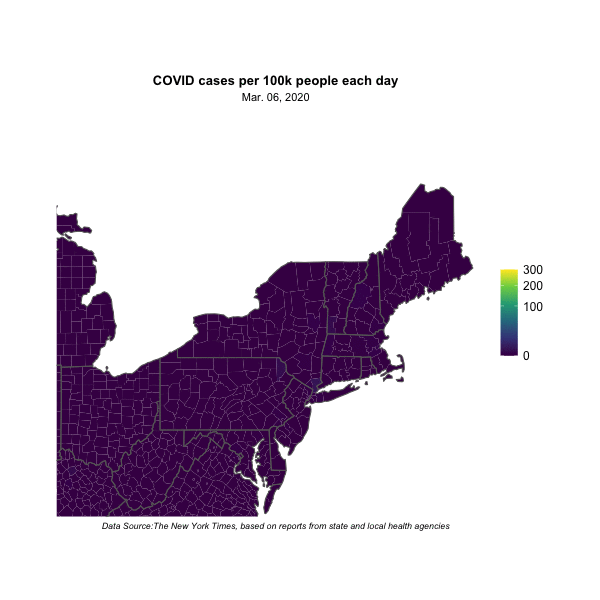 COVID cases per 100k people each day
Mar. 06, 2020
300
200
100
0
Data Source:The New York Times, based on reports from state and local health agencies